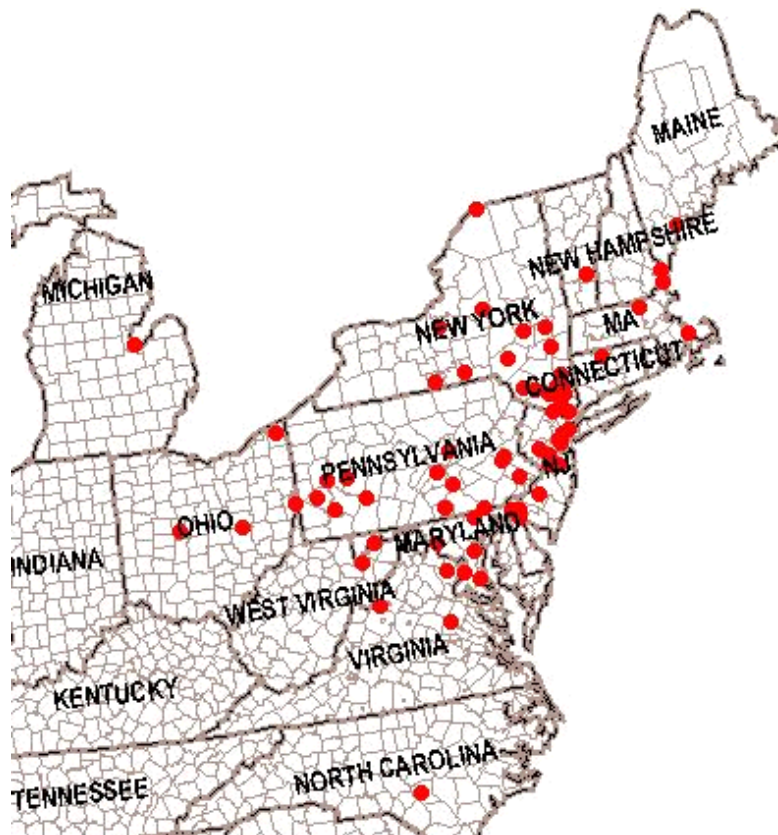 MAINE
NEW HAMPSHIRE
MICHIGAN
NEW YORK
MA
CONNECTICUT
PENNSYLVANIA
NJ
OHIO
MARYLAND
INDIANA
WEST VIRGINIA
VIRGINIA
KENTUCKY
NORTH CAROLINA
TENNESSEE